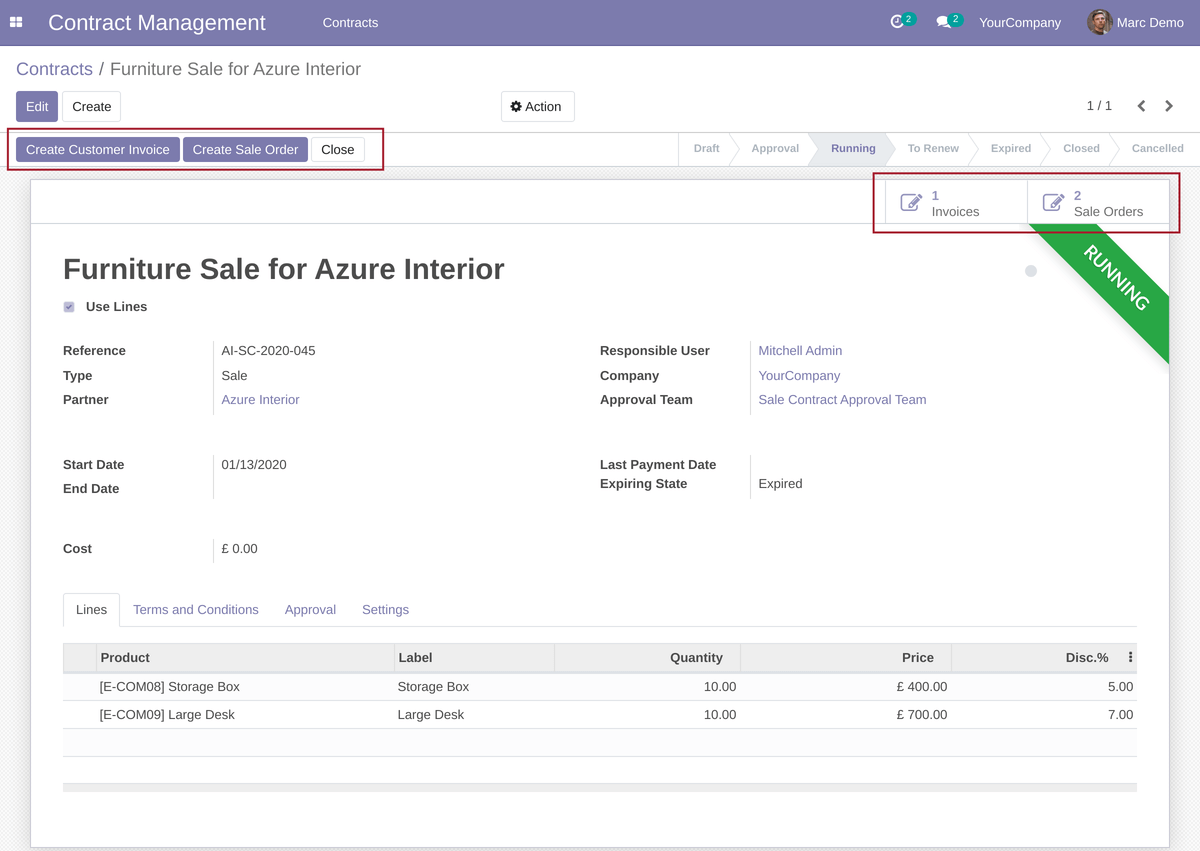 Contract Management Contracts 2 2 YourCompany Marc Demo
Contracts / Furniture Sale for Azure Interior
Edit Create Action 1 / 1
Create Customer Invoice Create Sale Order Close Draft Approval Running To Renew Expired Closed Cancelled
1 Invoices 2 Sale Orders
RUNNING
Furniture Sale for Azure Interior
Use Lines
Reference AI-SC-2020-045 Responsible User Mitchell Admin
Type Sale Company YourCompany
Partner Azure Interior Approval Team Sale Contract Approval Team
Start Date 01/13/2020 Last Payment Date
End Date Expiring State Expired
Cost £ 0.00
Lines Terms and Conditions Approval Settings
Product Label Quantity Price Disc.%
[E-COM08] Storage Box Storage Box 10.00 £ 400.00 5.00
[E-COM09] Large Desk Large Desk 10.00 £ 700.00 7.00